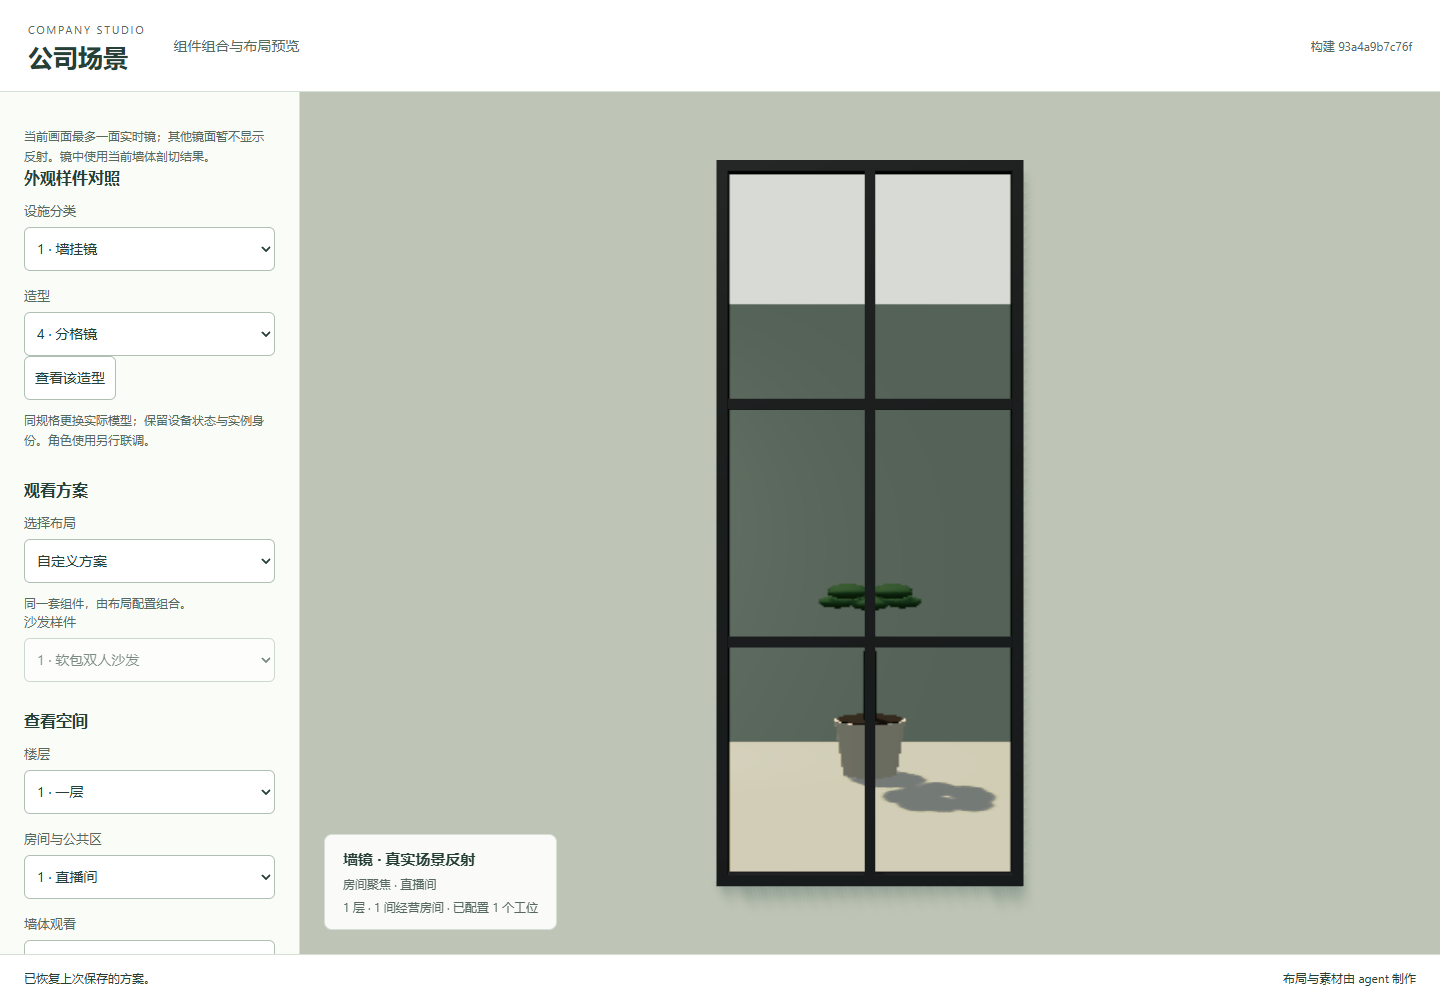 COMPANY STUDIO
公司场景
组件组合与布局预览
构建 93a4a9b7c76f
当前画面最多一面实时镜；其他镜面暂不显示
反射。镜中使用当前墙体剖切结果。
外观样件对照
设施分类
1 · 墙挂镜
造型
4 · 分格镜
查看该造型
同规格更换实际模型；保留设备状态与实例身
份。角色使用另行联调。
观看方案
选择布局
自定义方案
同一套组件，由布局配置组合。
沙发样件
1 · 软包双人沙发
查看空间
楼层
1 · 一层
房间与公共区
1 · 直播间
墙体观看
墙镜 · 真实场景反射
房间聚焦 · 直播间
1 层 · 1 间经营房间 · 已配置 1 个工位
已恢复上次保存的方案。
布局与素材由 agent 制作